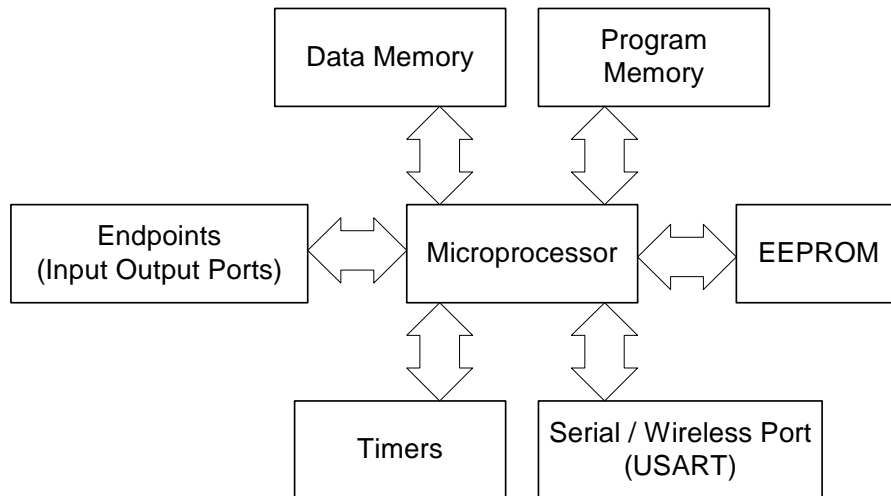 Data Memory
Program
Memory
Endpoints
(Input Output Ports)
Microprocessor
EEPROM
Timers
Serial / Wireless Port
(USART)